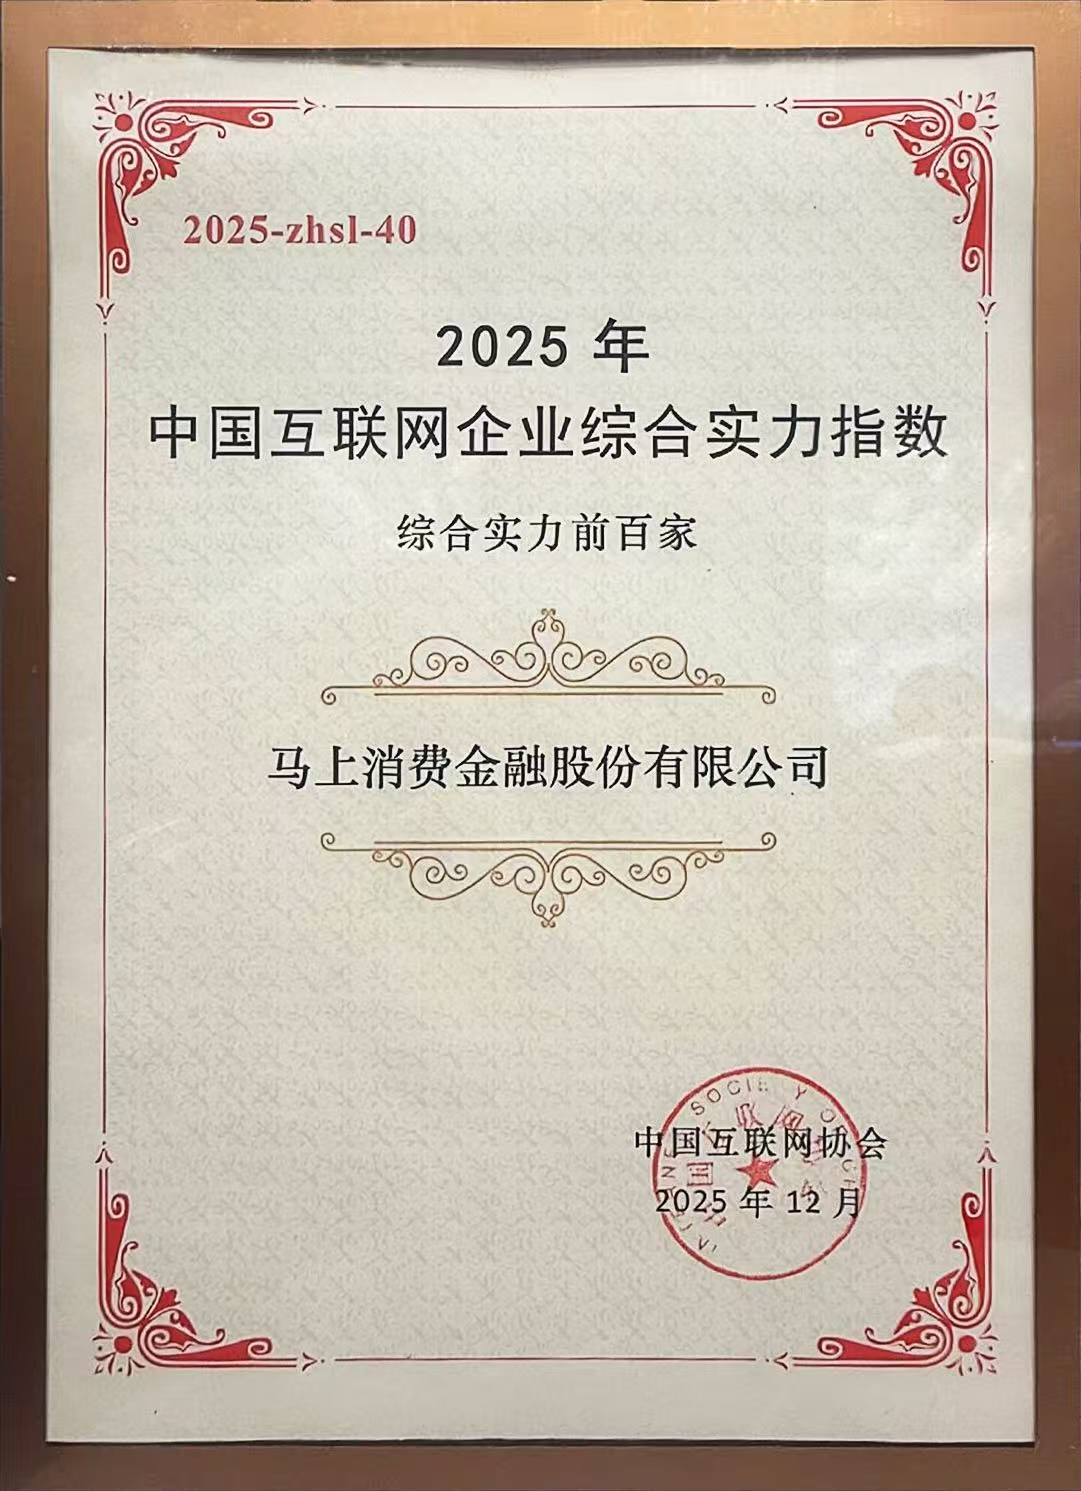 2025-zhsl-40
2025 年
中国互联网企业综合实力指数
综合实力前百家
马上消费金融股份有限公司
中国互联网协会
2025 年 12 月